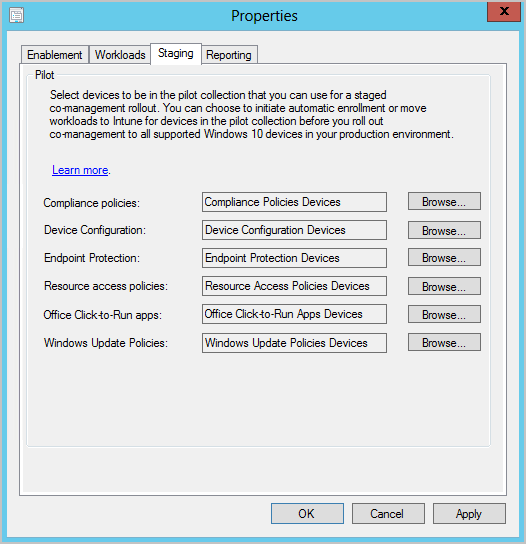 Properties
X
Enablement Workloads Staging Reporting
Pilot
Select devices to be in the pilot collection that you can use for a staged
co-management rollout. You can choose to initiate automatic enrollment or move
workloads to Intune for devices in the pilot collection before you roll out
co-management to all supported Windows 10 devices in your production environment.
Learn more.
Compliance policies: Compliance Policies Devices Browse...
Device Configuration: Device Configuration Devices Browse...
Endpoint Protection: Endpoint Protection Devices Browse...
Resource access policies: Resource Access Policies Devices Browse...
Office Click-to-Run apps: Office Click-to-Run Apps Devices Browse...
Windows Update Policies: Windows Update Policies Devices Browse...
OK Cancel Apply